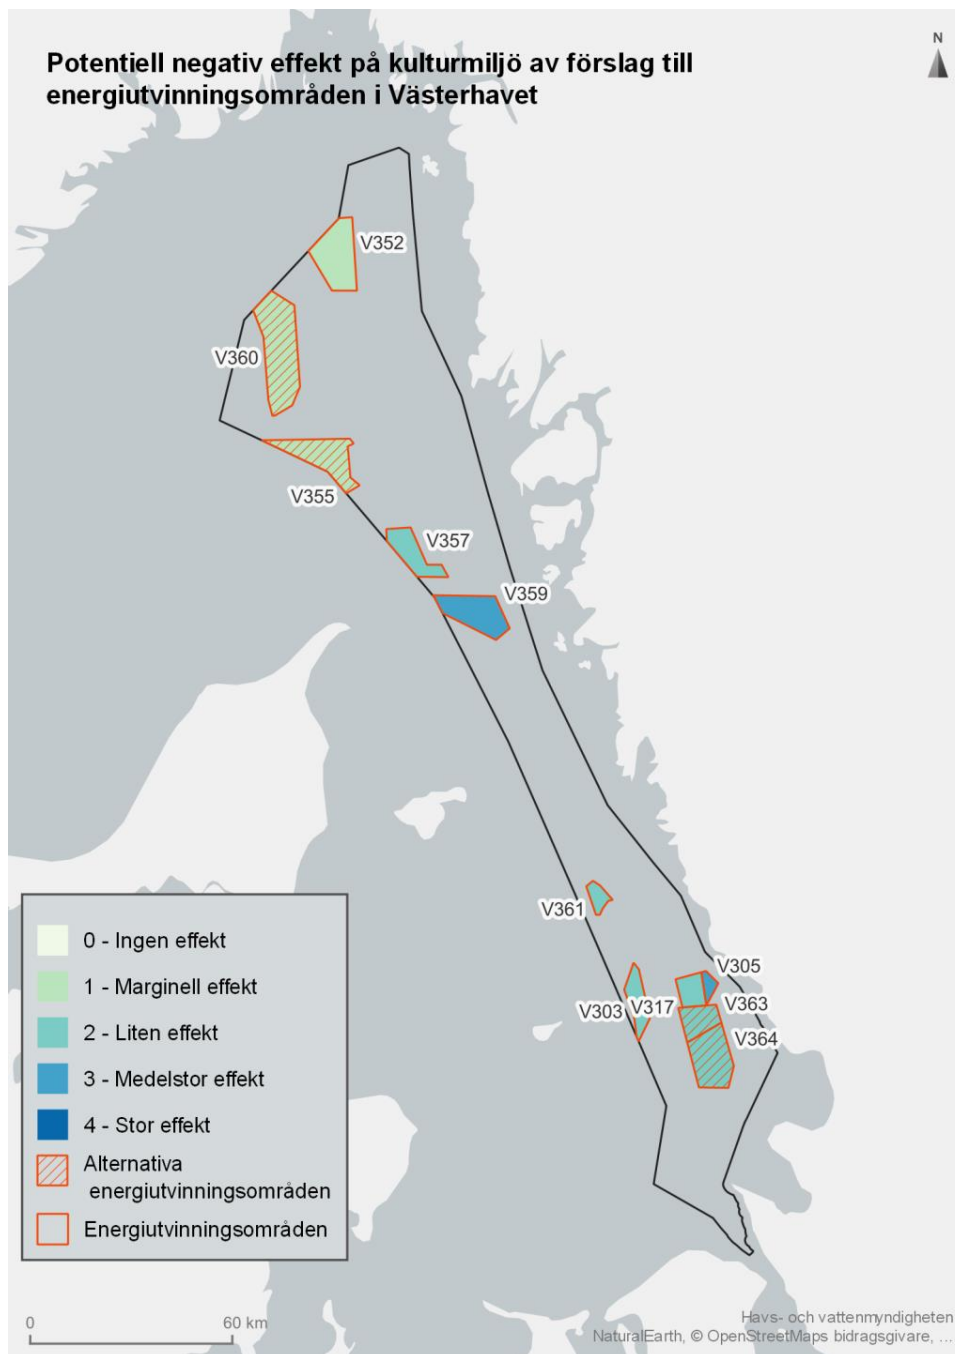 Potentiell negativ effekt på kulturmiljö av förslag till
energiutvinningsområden i Västerhavet
N
V352
V360
V355
V357
V359
V361
V305
V303
V317
V363
V364
0 - Ingen effekt
1 - Marginell effekt
2 - Liten effekt
3 - Medelstor effekt
4 - Stor effekt
Alternativa
energiutvinningsområden
Energiutvinningsområden
0
60 km
Havs- och vattenmyndigheten
NaturalEarth, © OpenStreetMaps bidragsgivare, ...